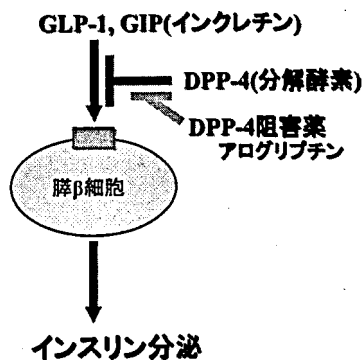 GLP-1, GIP(インクレチン)
DPP-4(分解酵素)
DPP-4阻害薬
アログリプチン
膵β細胞
インスリン分泌